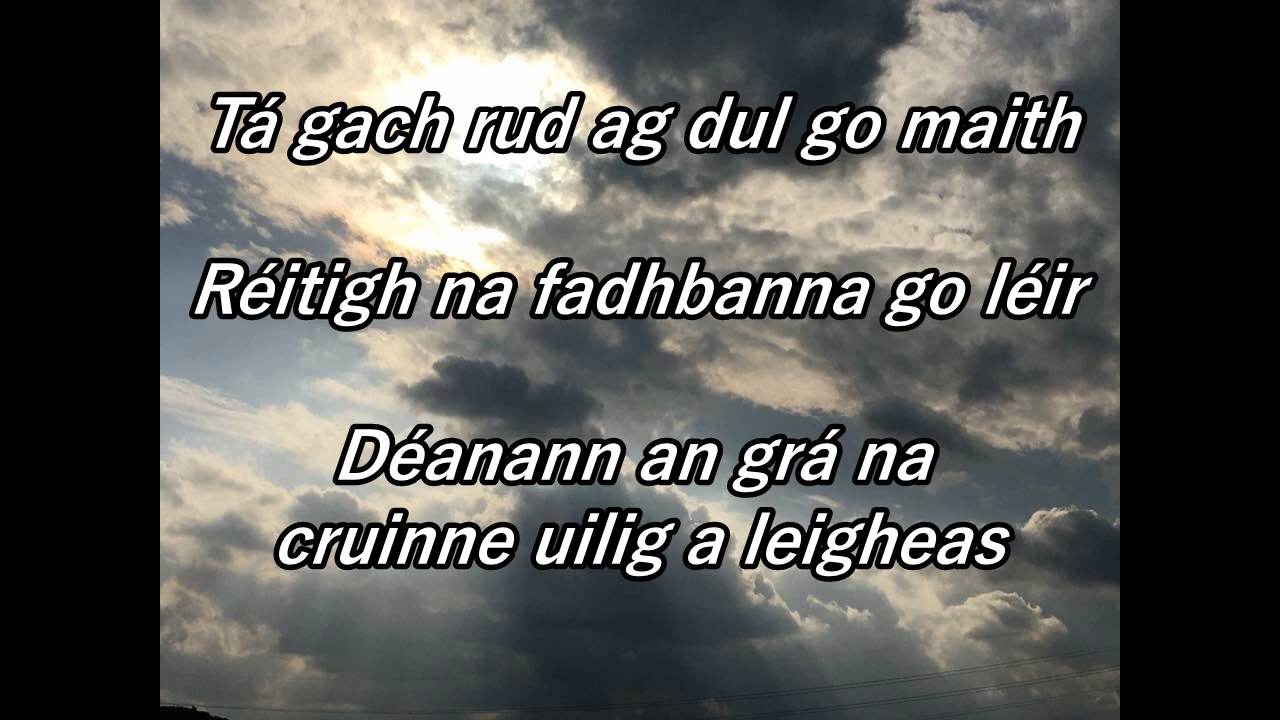 Tá gach rud ag dul go maith
Réitigh na fadhbanna go léir
Déanann an grá na
cruinne uilig a leigheas